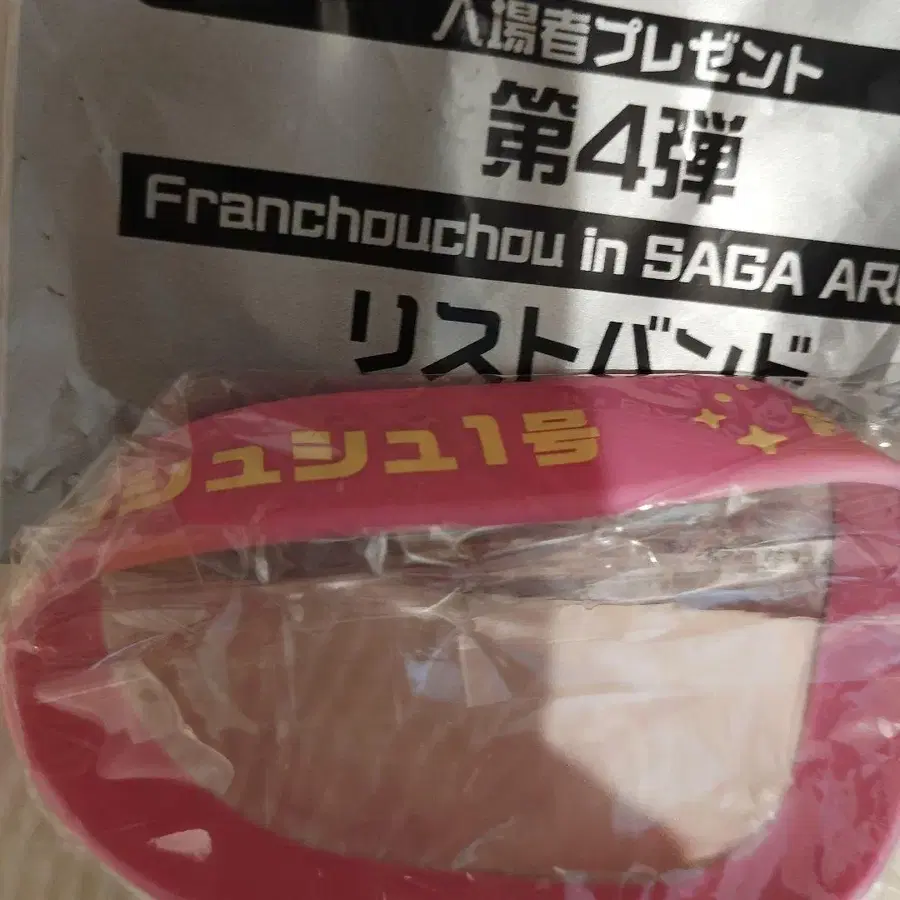 入場者プレゼント
第4弾
Franchouchou in SAGA
リストバンド
シュシュ1号